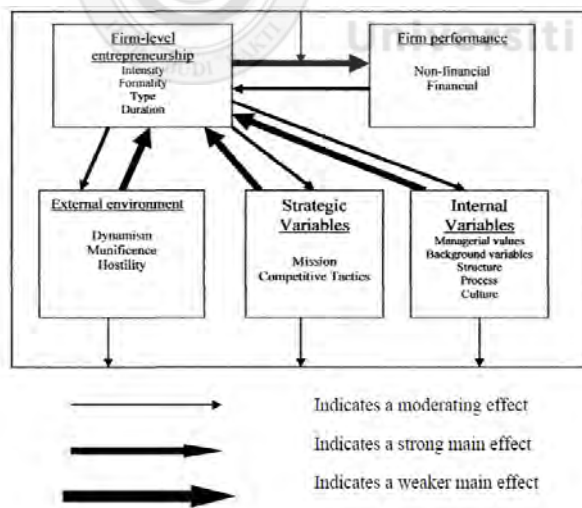 Universiti
Firm-level
entrepreneurship
Intensity
Formality
Type
Duration
Firm performance
Non-financial
Financial
External environment
Dynamism
Munificence
Hostility
Strategic
Variables
Mission
Competitive Tactics
Internal
Variables
Managerial values
Background variables
Structure
Process
Culture
Indicates a moderating effect
Indicates a strong main effect
Indicates a weaker main effect